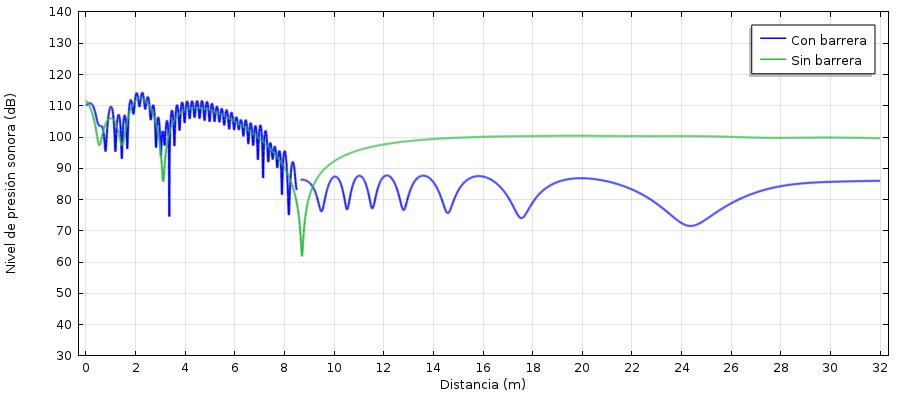 140
130
120
110
100
90
80
70
60
50
40
30
Nivel de presión sonora (dB)
Con barrera
Sin barrera
0 2 4 6 8 10 12 14 16 18 20 22 24 26 28 30 32
Distancia (m)